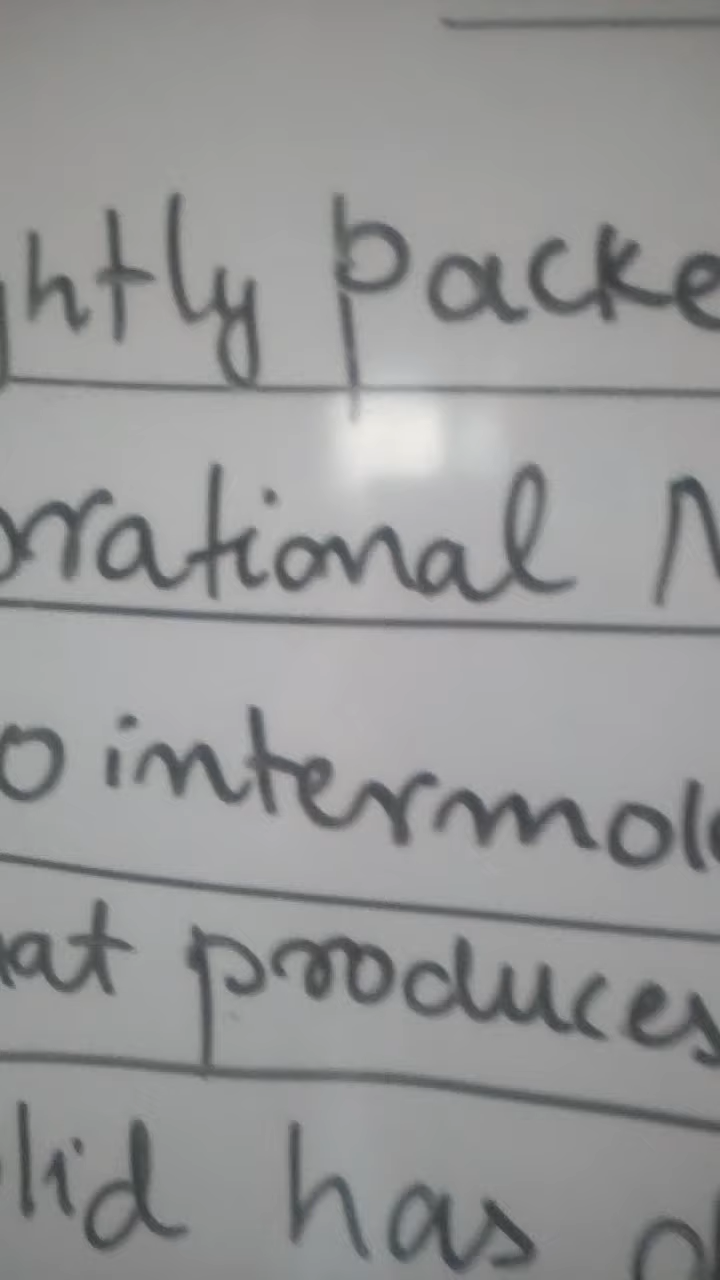 ghtly packe
rational
o intermol
at produces
lid has